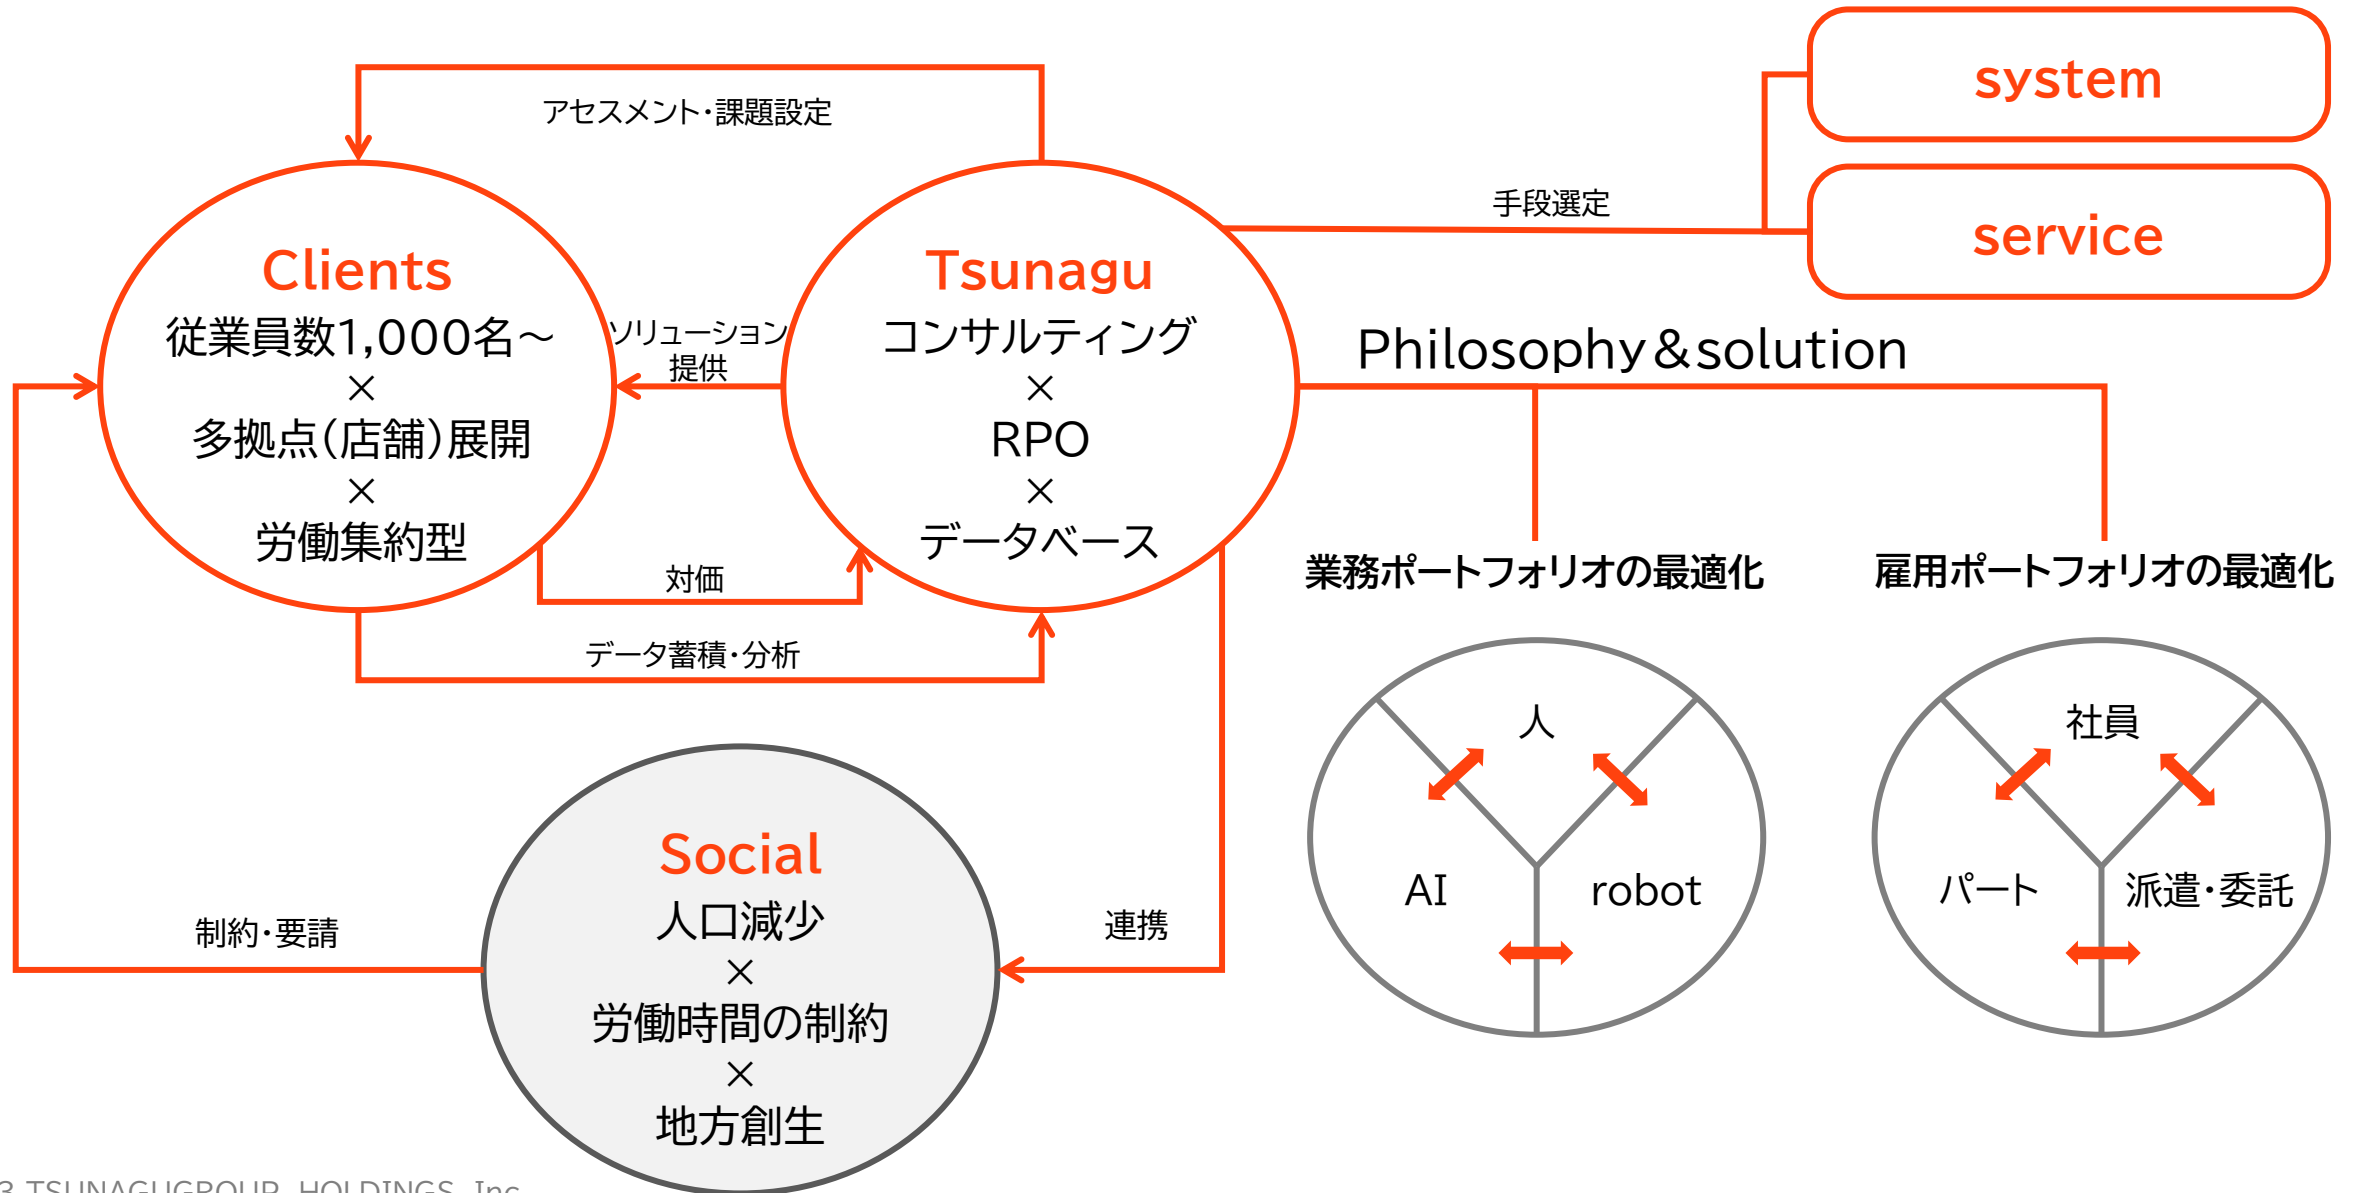 system
アセスメント・課題設定
手段選定
service
Clients
従業員数1,000名～
×
多拠点(店舗)展開
×
労働集約型
ソリューション
提供
Tsunagu
コンサルティング
×
RPO
×
データベース
Philosophy&solution
対価
データ蓄積・分析
業務ポートフォリオの最適化
人
AI
robot
雇用ポートフォリオの最適化
社員
パート
派遣・委託
Social
人口減少
×
労働時間の制約
×
地方創生
制約・要請
連携
3 TSUNAGUGROUP HOLDINGS Inc